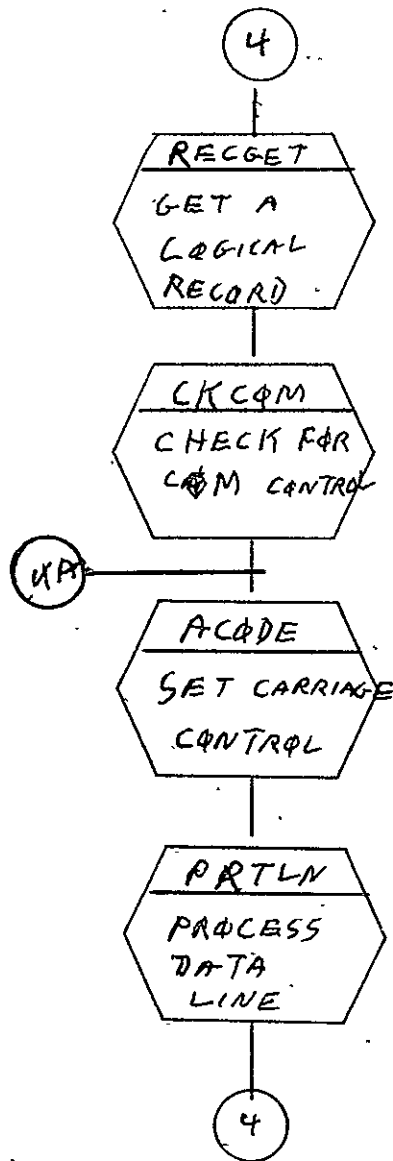 4
RECGET
GET A
LOGICAL
RECORD
CKCOM
CHECK FOR
COM CONTROL
4A
ACODE
SET CARRIAGE
CONTROL
PRTLN
PROCESS
DATA
LINE
4